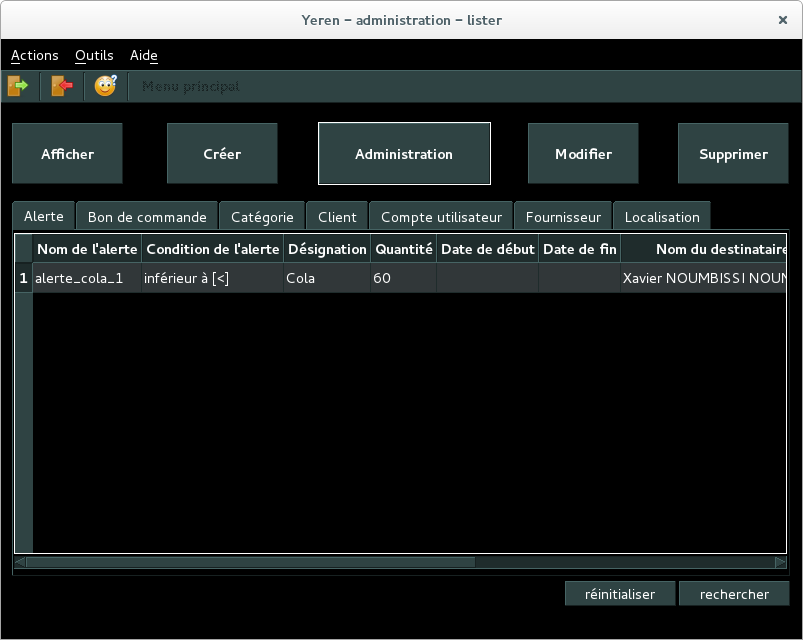 Yeren – administration – lister
Actions Outils Aide
Menu principal
Afficher Créer Administration Modifier Supprimer
Alerte Bon de commande Catégorie Client Compte utilisateur Fournisseur Localisation
Nom de l'alerte Condition de l'alerte Désignation Quantité Date de début Date de fin Nom du destinataire
1 alerte_cola_1 inférieur à [<] Cola 60 Xavier NOUMBISSI NOUM
réinitialiser rechercher